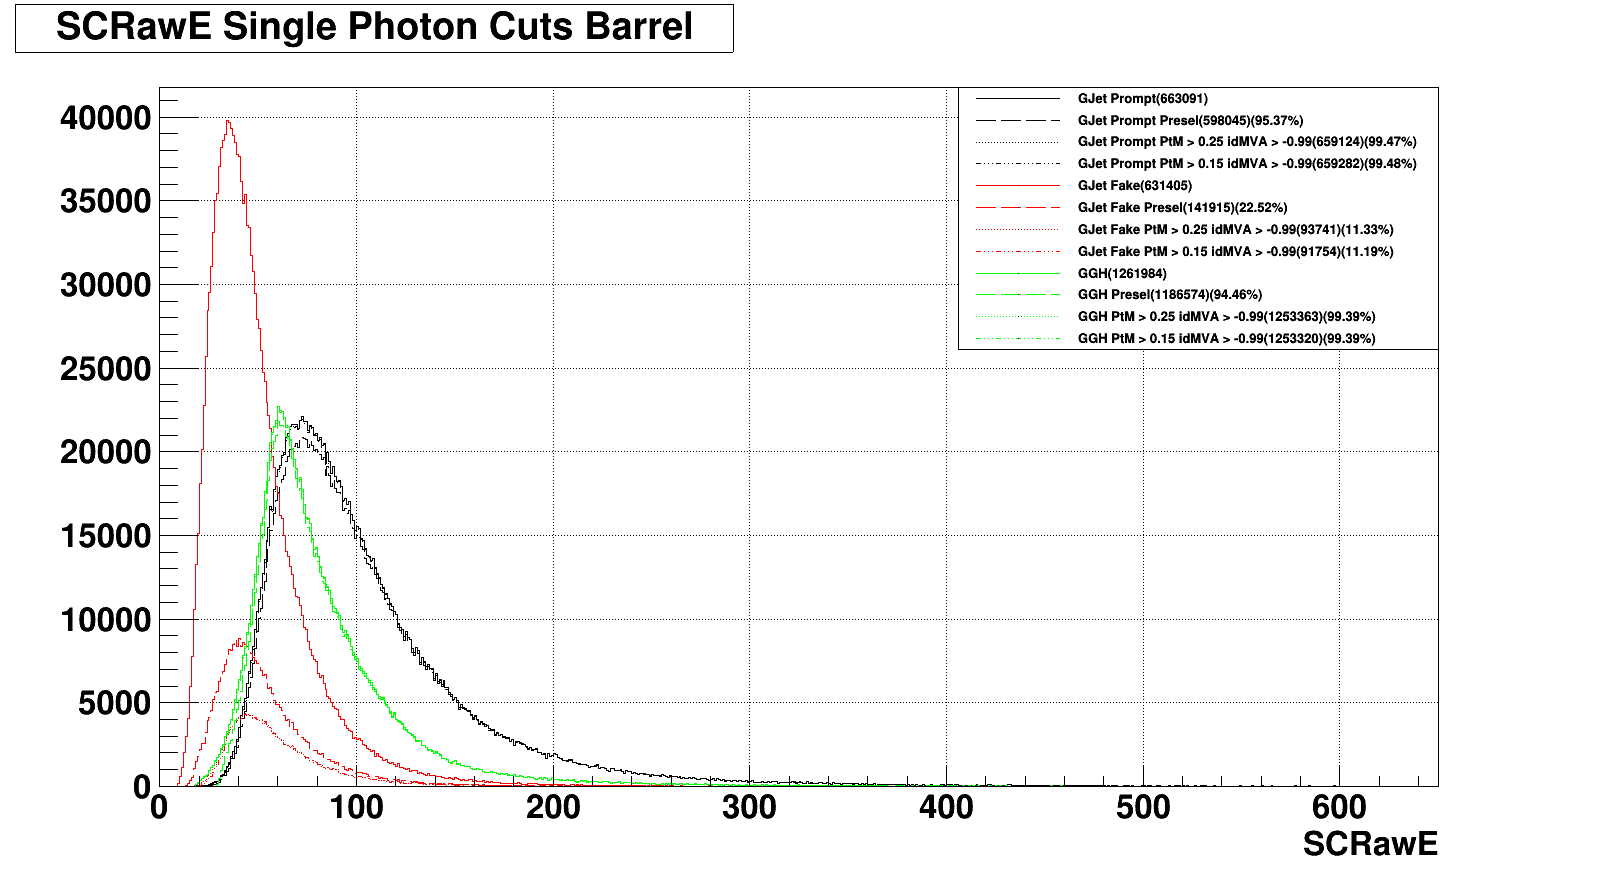 SCRawE Single Photon Cuts Barrel
40000
35000
30000
25000
20000
15000
10000
5000
0
GJet Prompt(663091)
GJet Prompt Presel(598045)(95.37%)
GJet Prompt PtM > 0.25 idMVA > -0.99(659124)(99.47%)
GJet Prompt PtM > 0.15 idMVA > -0.99(659282)(99.48%)
GJet Fake(631405)
GJet Fake Presel(141915)(22.52%)
GJet Fake PtM > 0.25 idMVA > -0.99(93741)(11.33%)
GJet Fake PtM > 0.15 idMVA > -0.99(91754)(11.19%)
GGH(1261984)
GGH Presel(1186574)(94.46%)
GGH PtM > 0.25 idMVA > -0.99(1253363)(99.39%)
GGH PtM > 0.15 idMVA > -0.99(1253320)(99.39%)
0 100 200 300 400 500 600
SCRawE